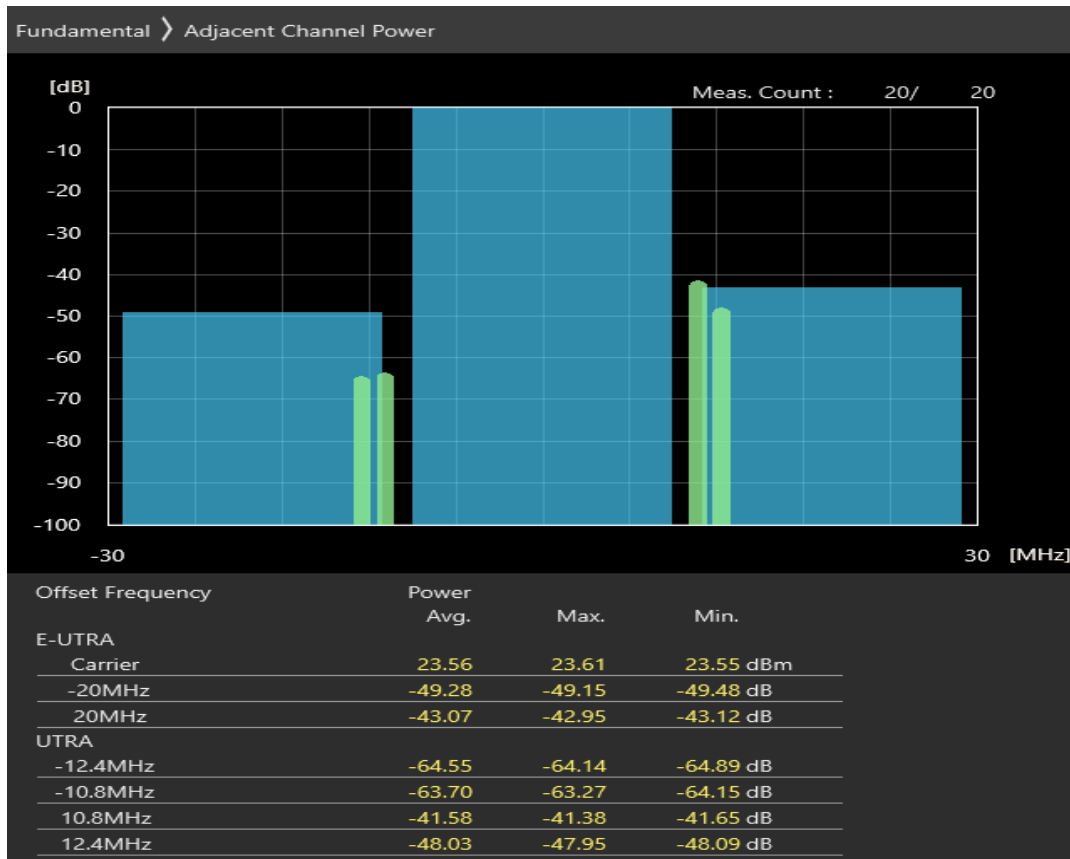 Fundamental ❯ Adjacent Channel Power
[dB]
Meas. Count : 20/ 20
0
-10
-20
-30
-40
-50
-60
-70
-80
-90
-100
-30 30 [MHz]
Offset Frequency Power
Avg. Max. Min.
E-UTRA
Carrier 23.56 23.61 23.55 dBm
-20MHz -49.28 -49.15 -49.48 dB
20MHz -43.07 -42.95 -43.12 dB
UTRA
-12.4MHz -64.55 -64.14 -64.89 dB
-10.8MHz -63.70 -63.27 -64.15 dB
10.8MHz -41.58 -41.38 -41.65 dB
12.4MHz -48.03 -47.95 -48.09 dB